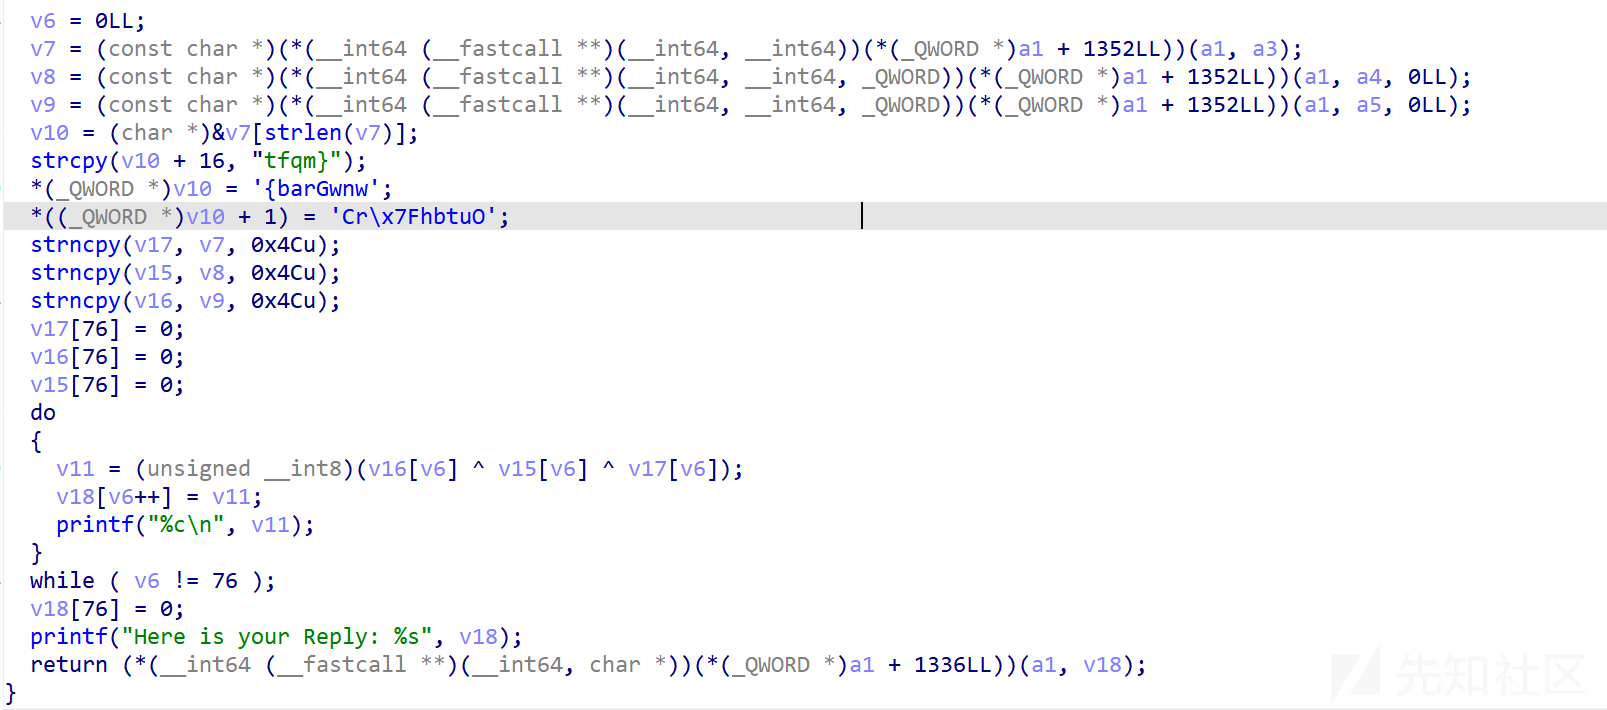 v6 = 0LL;
v7 = (const char *)(*(__int64 (__fastcall **)(__int64, __int64))(*(_QWORD *)a1 + 1352LL))(a1, a3);
v8 = (const char *)(*(__int64 (__fastcall **)(__int64, __int64, _QWORD))(*(_QWORD *)a1 + 1352LL))(a1, a4, 0LL);
v9 = (const char *)(*(__int64 (__fastcall **)(__int64, __int64, _QWORD))(*(_QWORD *)a1 + 1352LL))(a1, a5, 0LL);
v10 = (char *)&v7[strlen(v7)];
strcpy(v10 + 16, "tfqm}");
*(_QWORD *)v10 = '{barGwnw';
*((_QWORD *)v10 + 1) = 'Cr\x7FhbtuO';
strncpy(v17, v7, 0x4Cu);
strncpy(v15, v8, 0x4Cu);
strncpy(v16, v9, 0x4Cu);
v17[76] = 0;
v16[76] = 0;
v15[76] = 0;
do
{
v11 = (unsigned __int8)(v16[v6] ^ v15[v6] ^ v17[v6]);
v18[v6++] = v11;
printf("%c\n", v11);
}
while ( v6 != 76 );
v18[76] = 0;
printf("Here is your Reply: %s", v18);
return (*(__int64 (__fastcall **)(__int64, char *))(*(_QWORD *)a1 + 1336LL))(a1, v18);
}
先知社区